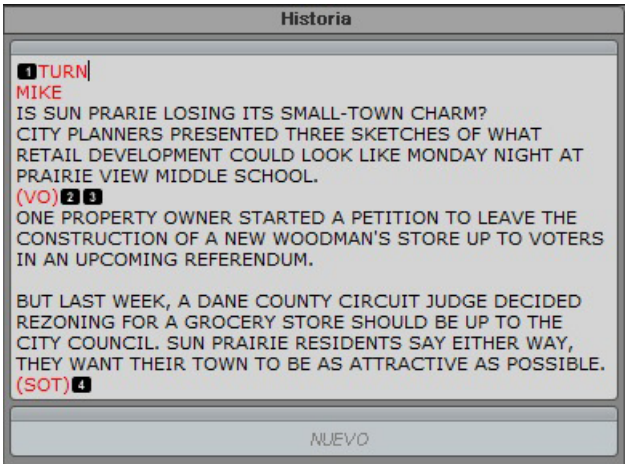 Historia
1TURN
MIKE
IS SUN PRARIE LOSING ITS SMALL-TOWN CHARM?
CITY PLANNERS PRESENTED THREE SKETCHES OF WHAT
RETAIL DEVELOPMENT COULD LOOK LIKE MONDAY NIGHT AT
PRAIRIE VIEW MIDDLE SCHOOL.
(VO)2 3
ONE PROPERTY OWNER STARTED A PETITION TO LEAVE THE
CONSTRUCTION OF A NEW WOODMAN'S STORE UP TO VOTERS
IN AN UPCOMING REFERENDUM.
BUT LAST WEEK, A DANE COUNTY CIRCUIT JUDGE DECIDED
REZONING FOR A GROCERY STORE SHOULD BE UP TO THE
CITY COUNCIL. SUN PRAIRIE RESIDENTS SAY EITHER WAY,
THEY WANT THEIR TOWN TO BE AS ATTRACTIVE AS POSSIBLE.
(SOT)4
NUEVO